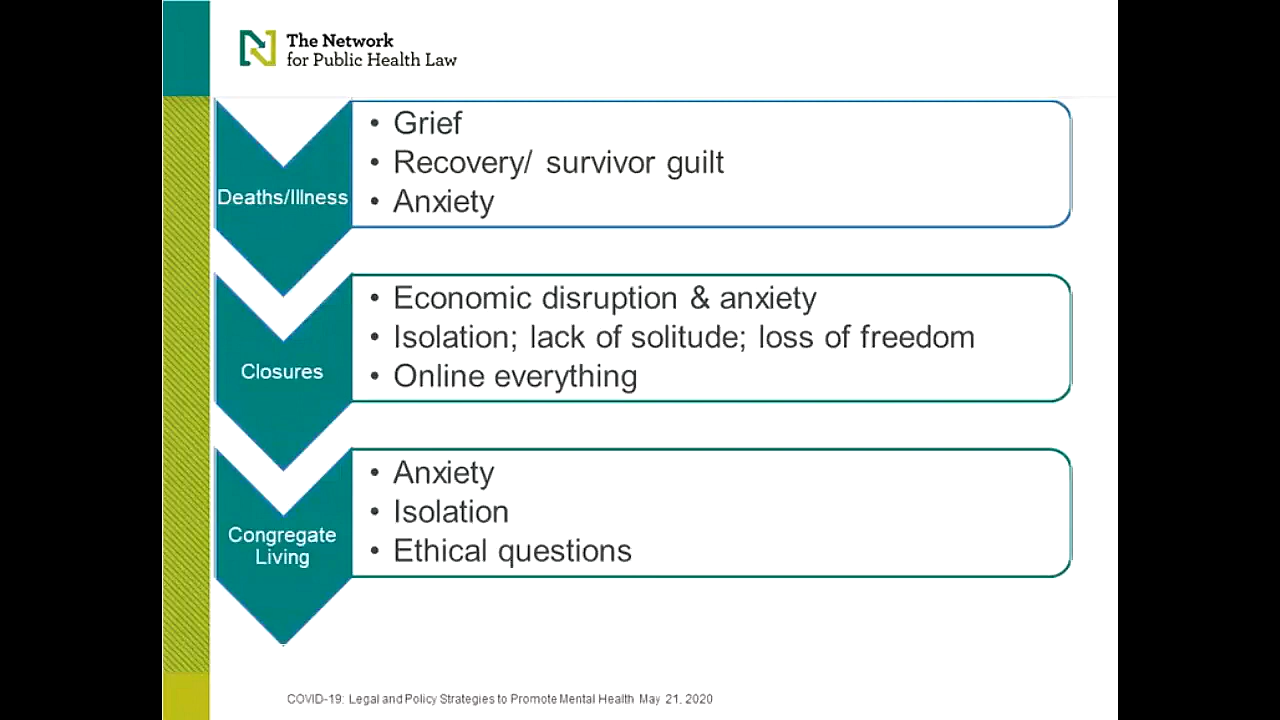 The Network
for Public Health Law
Deaths/Illness
• Grief
• Recovery/ survivor guilt
• Anxiety
Closures
• Economic disruption & anxiety
• Isolation; lack of solitude; loss of freedom
• Online everything
Congregate
Living
• Anxiety
• Isolation
• Ethical questions
COVID-19: Legal and Policy Strategies to Promote Mental Health May 21, 2020